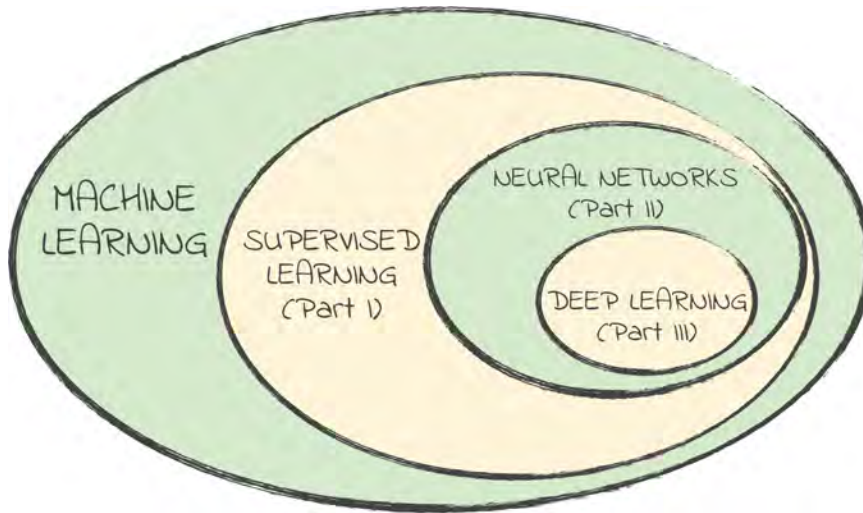 MACHINE
LEARNING
SUPERVISED
LEARNING
(Part I)
NEURAL NETWORKS
(Part II)
DEEP LEARNING
(Part III)